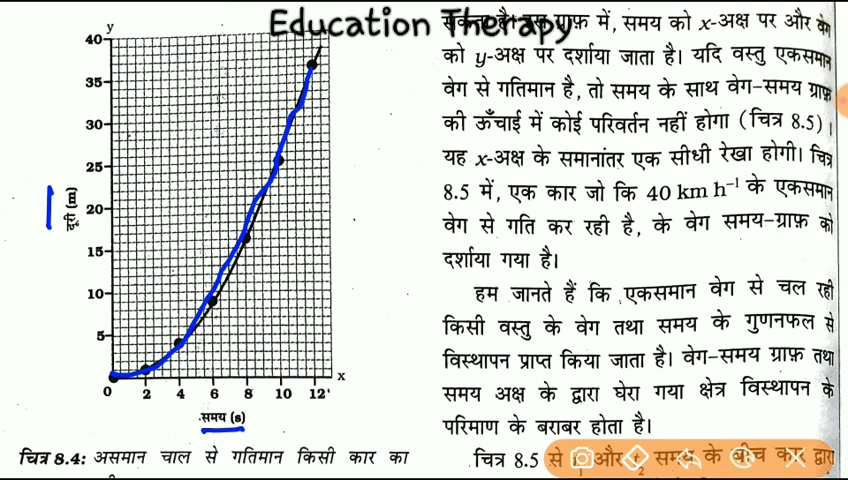 Education Therapy
y
40
35
30
25
20
15
10
5
0 2 4 6 8 10 12
x
दूरी (m)
समय (s)
चित्र 8.4: असमान चाल से गतिमान किसी कार का
में, समय को x-अक्ष पर और वेग
को y-अक्ष पर दर्शाया जाता है। यदि वस्तु एकसमान
वेग से गतिमान है, तो समय के साथ वेग-समय ग्राफ़
की ऊँचाई में कोई परिवर्तन नहीं होगा (चित्र 8.5)।
यह x-अक्ष के समानांतर एक सीधी रेखा होगी। चित्र
8.5 में, एक कार जो कि 40 km h⁻¹ के एकसमान
वेग से गति कर रही है, के वेग समय-ग्राफ़ को
दर्शाया गया है।
हम जानते हैं कि एकसमान वेग से चल रही
किसी वस्तु के वेग तथा समय के गुणनफल से
विस्थापन प्राप्त किया जाता है। वेग-समय ग्राफ़ तथा
समय अक्ष के द्वारा घेरा गया क्षेत्र विस्थापन के
परिमाण के बराबर होता है।
चित्र 8.5 से और t₂ समय के बीच कार द्वारा